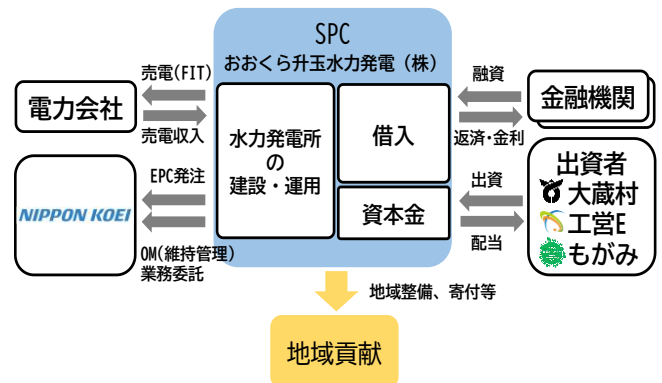 SPC
おおくら升玉水力発電（株）
売電(FIT)
電力会社
売電収入
水力発電所
の
建設・運用
借入
資本金
融資
金融機関
返済・金利
EPC発注
NIPPON KOEI
OM(維持管理)
業務委託
出資
配当
出資者
大蔵村
工営E
もがみ
地域整備、寄付等
地域貢献